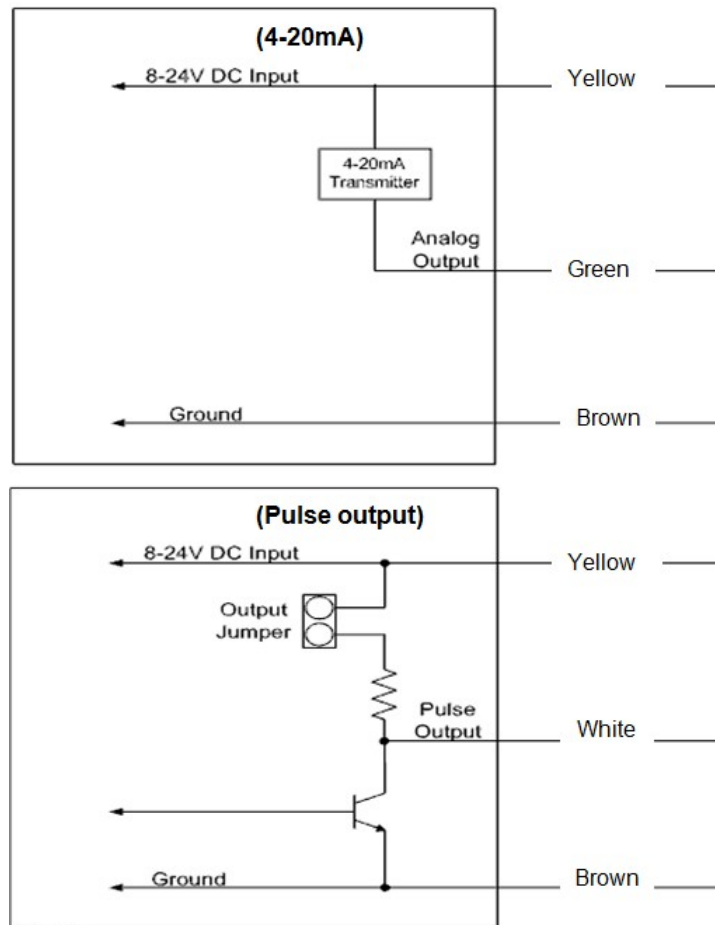 (4-20mA)
8-24V DC Input
Yellow
4-20mA
Transmitter
Analog
Output
Green
Ground
Brown
(Pulse output)
8-24V DC Input
Yellow
Output
Jumper
Pulse
Output
White
Ground
Brown